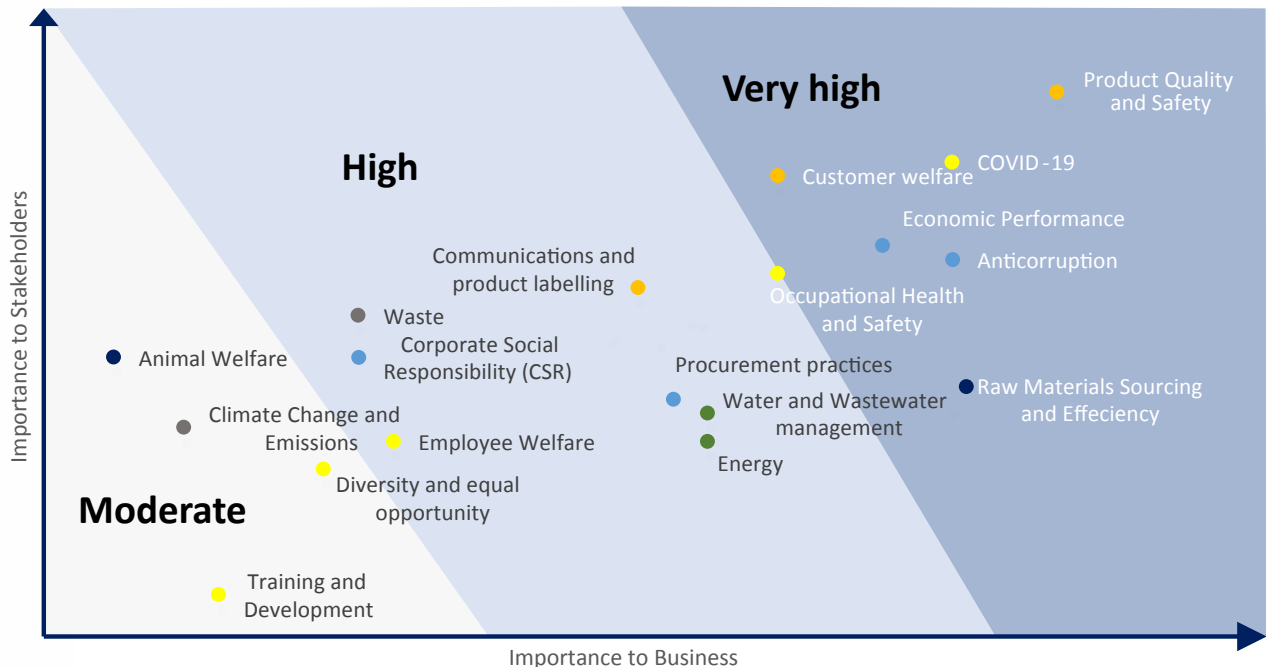 Very high
Product Quality
and Safety
High
COVID-19
Customer welfare
Economic Performance
Communications and
product labelling
Anticorruption
Occupational Health
and Safety
Waste
Corporate Social
Responsibility (CSR)
Animal Welfare
Procurement practices
Raw Materials Sourcing
and Effeciency
Water and Wastewater
management
Climate Change and
Emissions
Employee Welfare
Energy
Diversity and equal
opportunity
Moderate
Training and
Development
Importance to Stakeholders
Importance to Business